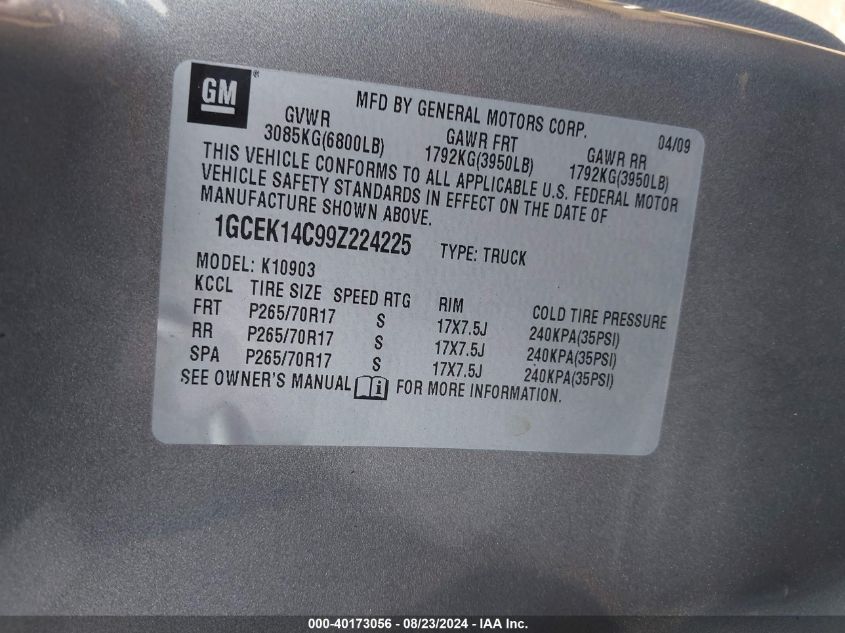 GM ®
MFD BY GENERAL MOTORS CORP. 04/09
GVWR GAWR FRT GAWR RR
3085KG(6800LB) 1792KG(3950LB) 1792KG(3950LB)
THIS VEHICLE CONFORMS TO ALL APPLICABLE U.S. FEDERAL MOTOR
VEHICLE SAFETY STANDARDS IN EFFECT ON THE DATE OF
MANUFACTURE SHOWN ABOVE.
1GCEK14C99Z224225 TYPE: TRUCK
MODEL: K10903
KCCL TIRE SIZE SPEED RTG RIM COLD TIRE PRESSURE
FRT P265/70R17 S 17X7.5J 240KPA(35PSI)
RR P265/70R17 S 17X7.5J 240KPA(35PSI)
SPA P265/70R17 S 17X7.5J 240KPA(35PSI)
SEE OWNER'S MANUAL i FOR MORE INFORMATION.
000-40173056 - 08/23/2024 - IAA Inc.